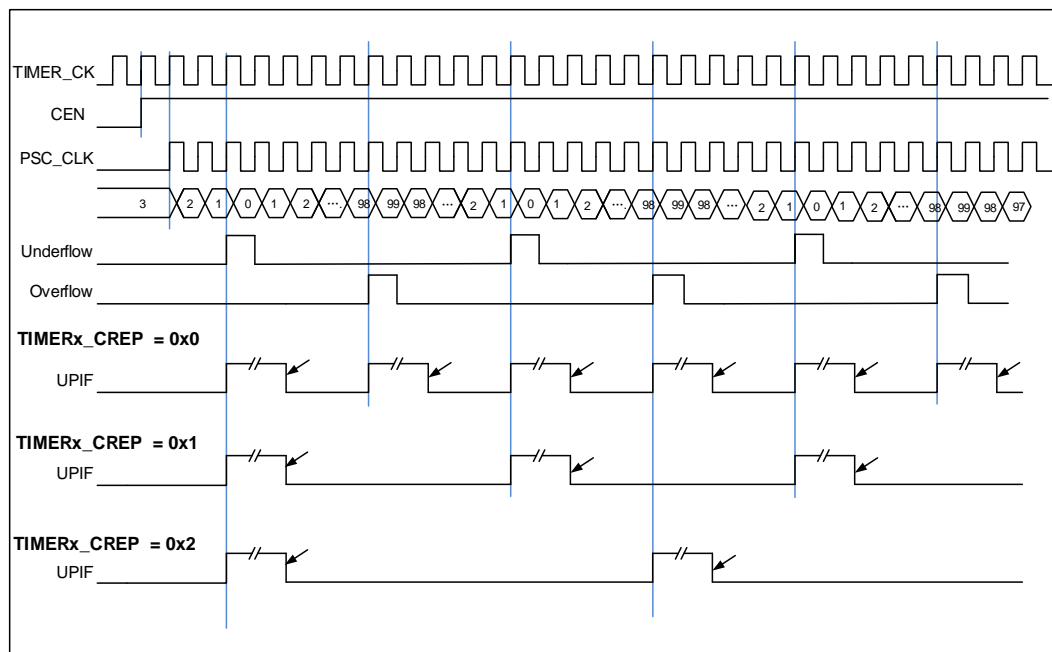 TIMER_CK
CEN
PSC_CLK
3 2 1 0 1 2 .... 98 99 98 ... 2 1 0 1 2 .... 98 99 98 ... 2 1 0 1 2 ... 98 99 98 97
Underflow
Overflow
TIMERx_CREP = 0x0
UPIF
TIMERx_CREP = 0x1
UPIF
TIMERx_CREP = 0x2
UPIF